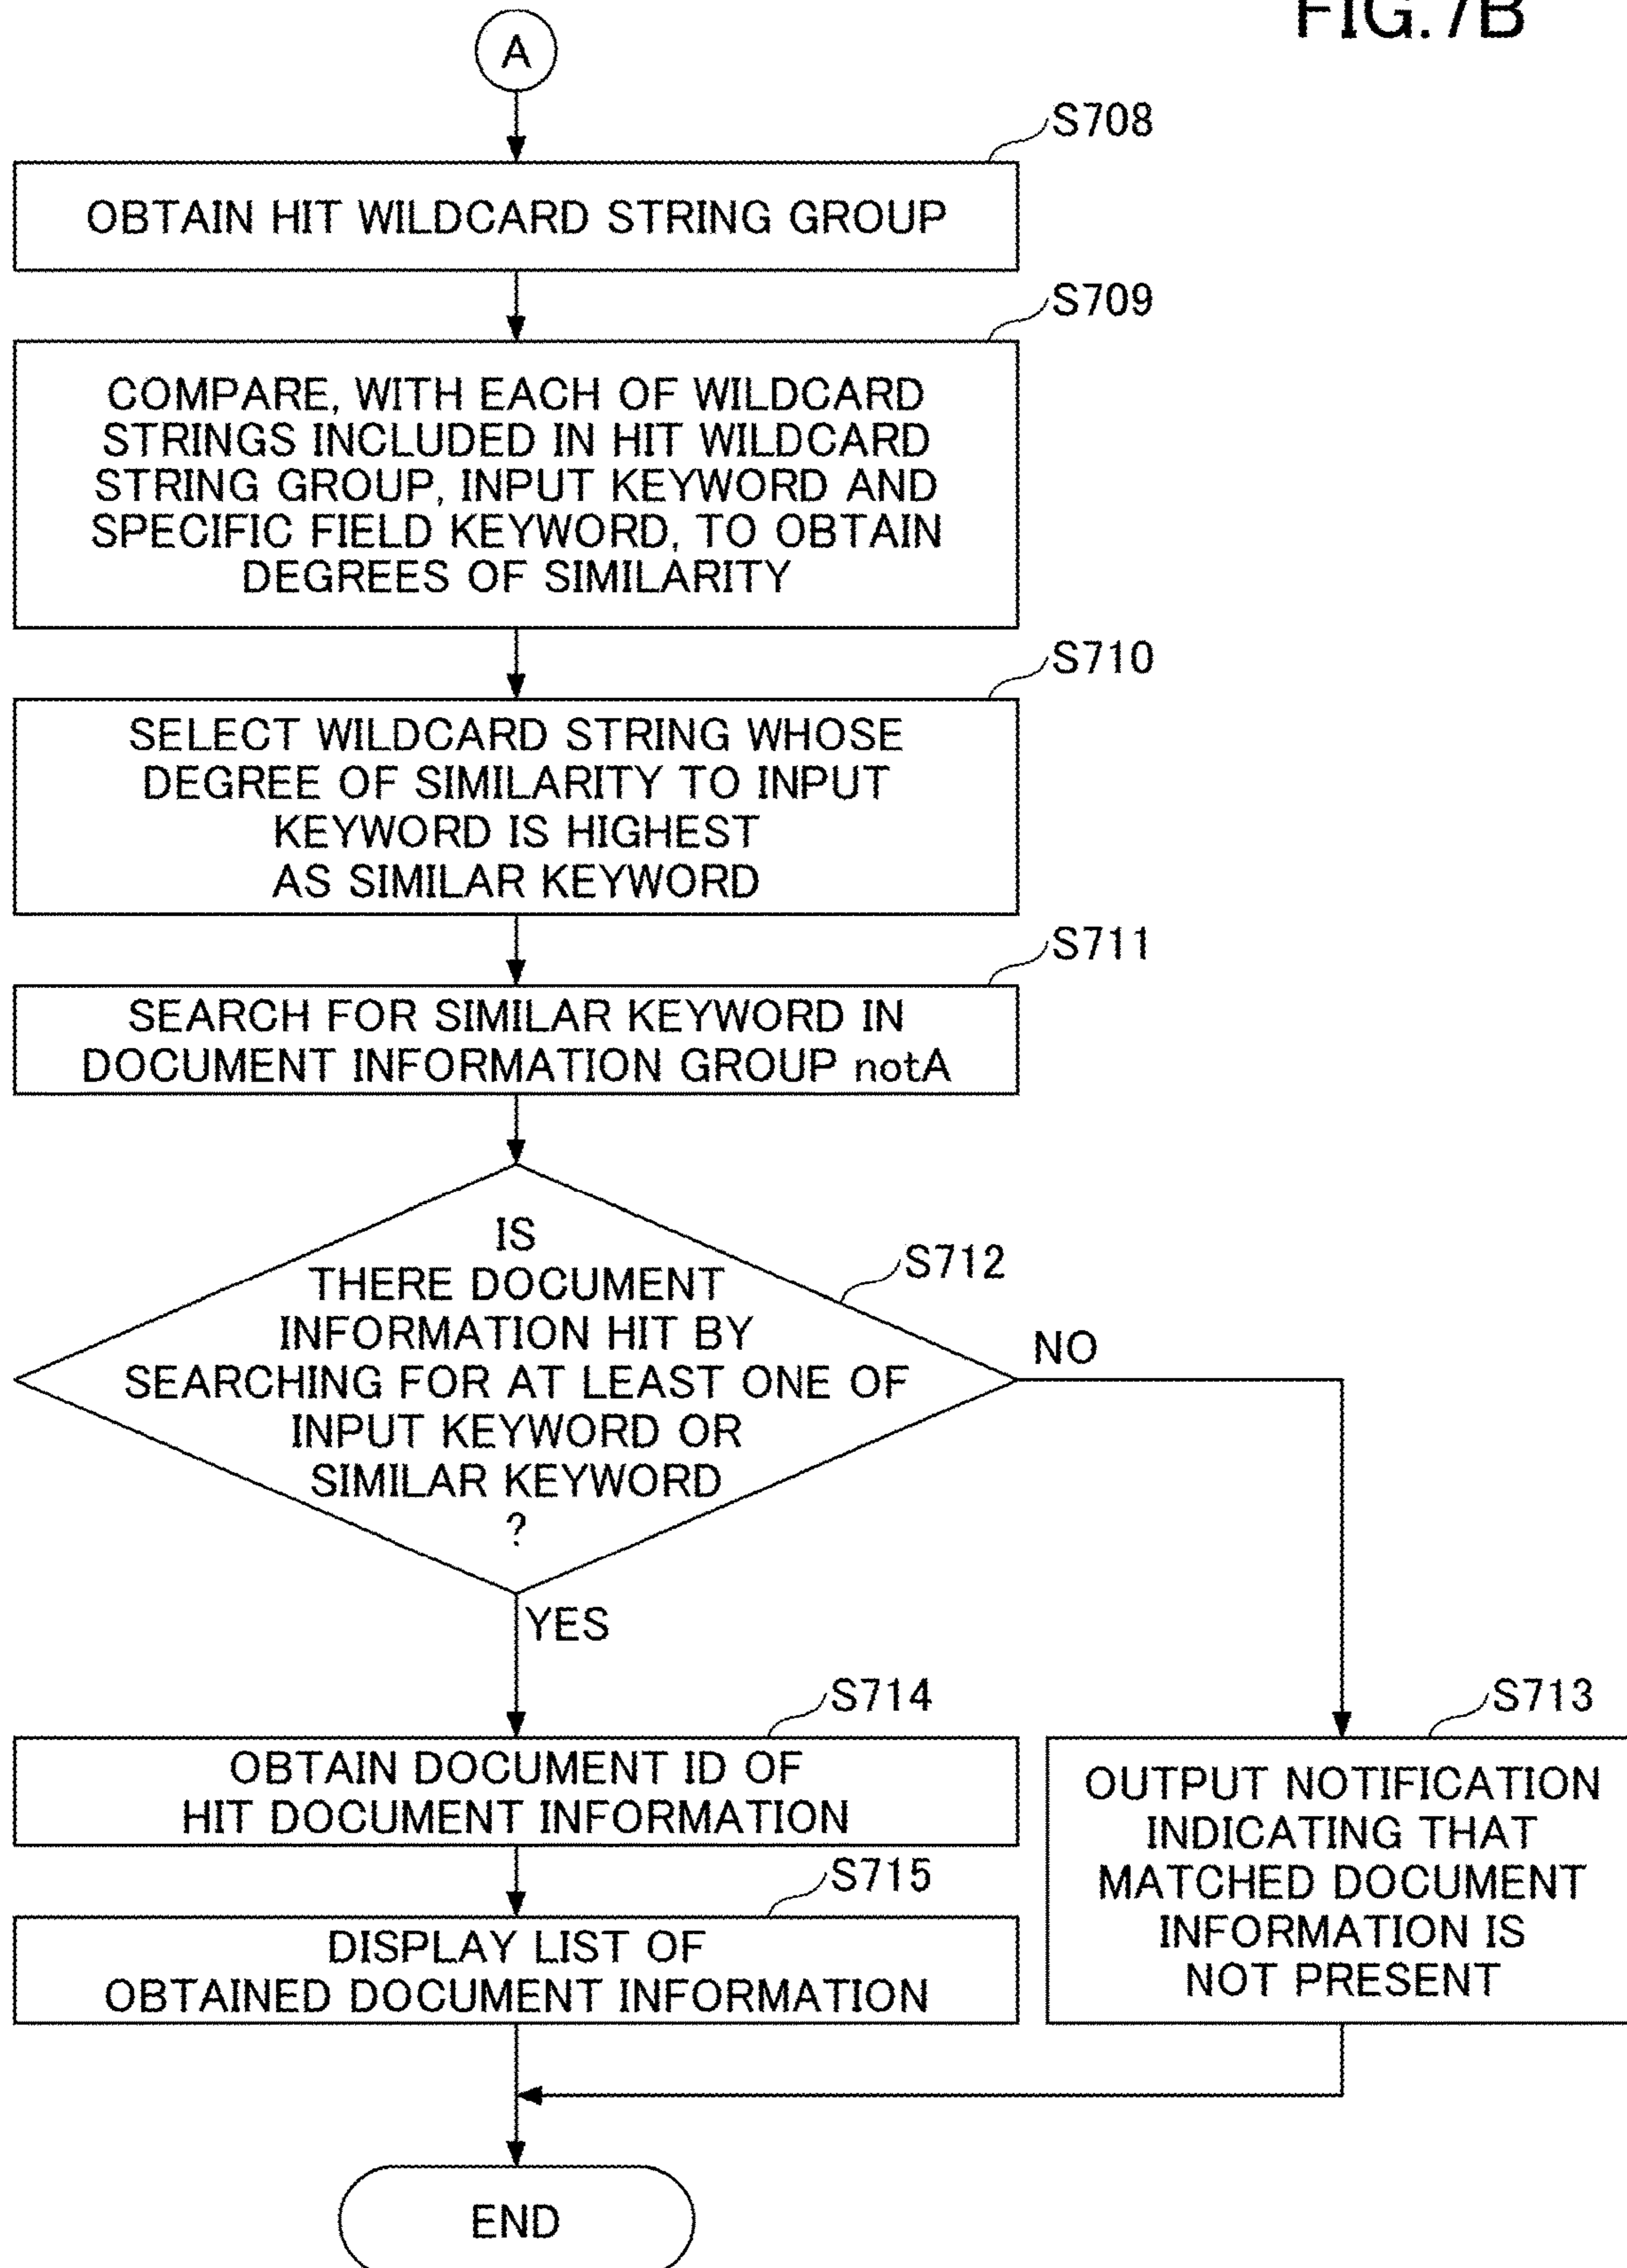 FIG.7B
A
S708
OBTAIN HIT WILDCARD STRING GROUP
S709
COMPARE, WITH EACH OF WILDCARD
STRINGS INCLUDED IN HIT WILDCARD
STRING GROUP, INPUT KEYWORD AND
SPECIFIC FIELD KEYWORD, TO OBTAIN
DEGREES OF SIMILARITY
S710
SELECT WILDCARD STRING WHOSE
DEGREE OF SIMILARITY TO INPUT
KEYWORD IS HIGHEST
AS SIMILAR KEYWORD
S711
SEARCH FOR SIMILAR KEYWORD IN
DOCUMENT INFORMATION GROUP notA
S712
IS
THERE DOCUMENT
INFORMATION HIT BY
SEARCHING FOR AT LEAST ONE OF
INPUT KEYWORD OR
SIMILAR KEYWORD
?
NO
YES
S714
OBTAIN DOCUMENT ID OF
HIT DOCUMENT INFORMATION
S713
OUTPUT NOTIFICATION
INDICATING THAT
MATCHED DOCUMENT
INFORMATION IS
NOT PRESENT
S715
DISPLAY LIST OF
OBTAINED DOCUMENT INFORMATION
END